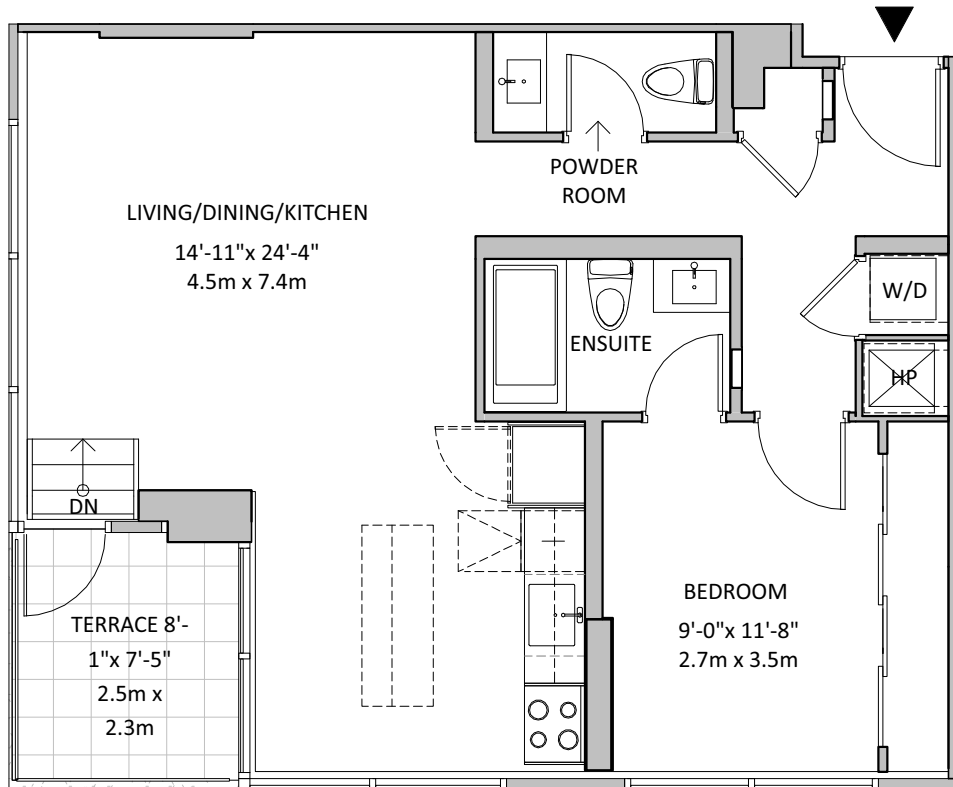 POWDER
ROOM
LIVING/DINING/KITCHEN
14'-11"x 24'-4"
4.5m x 7.4m
W/D
ENSUITE
HP
DN
BEDROOM
9'-0"x 11'-8"
2.7m x 3.5m
TERRACE 8'-
1"x 7'-5"
2.5m x
2.3m